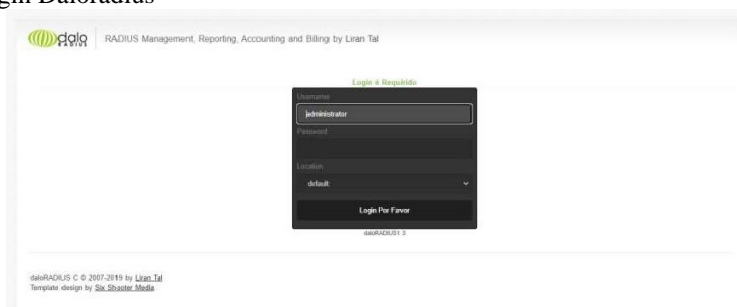 gin Daloradius
dalo RADIUS
RADIUS Management, Reporting, Accounting and Billing by Liran Tal
Login é Requirido
Username
administrator
Password
Location
default
Login Por Favor
daloRADIUS1 3
daloRADIUS C © 2007-2019 by Liran Tal
Template design by Six Shooter Media